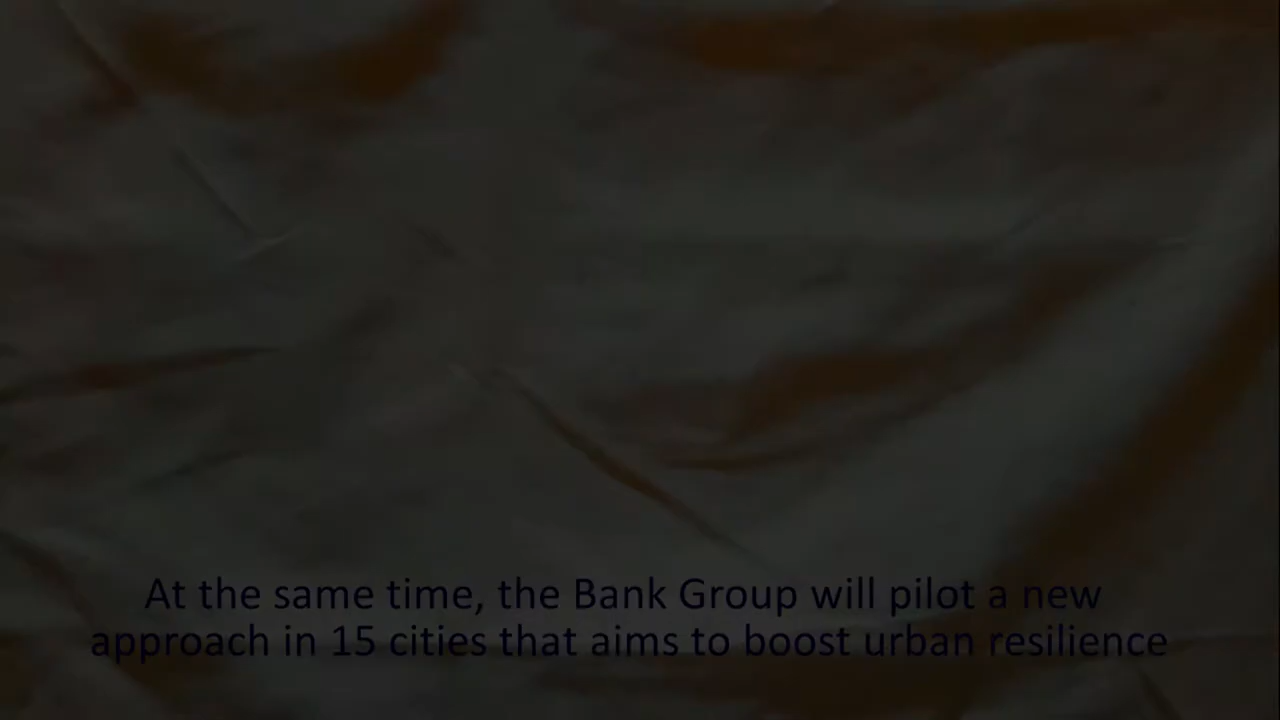 At the same time, the Bank Group will pilot a new
approach in 15 cities that aims to boost urban resilience